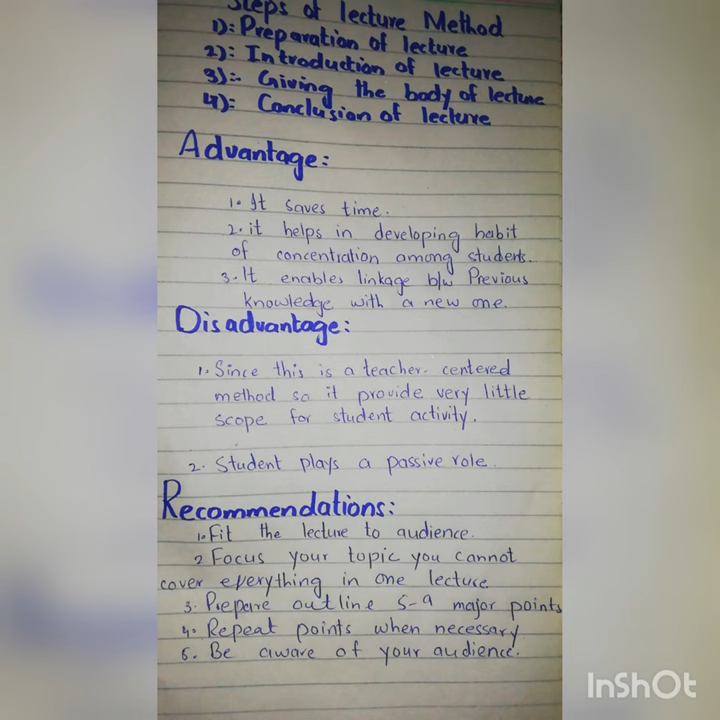 Steps of lecture Method
1):Preparation of lecture
2): Introduction of lecture
3):- Giving the body of lecture
4): Conclusion of lecture
Advantage:
1. It saves time.
2. it helps in developing habit
of concentration among students.
3. It enables linkage b/w Previous
knowledge with a new one.
Disadvantage:
1. Since this is a teacher-centered
method so it provide very little
scope for student activity.
2. Student plays a passive role.
Recommendations:
1. Fit the lecture to audience.
2 Focus your topic you cannot
cover everything in one lecture
3. Prepare outline 5-9 major points
4. Repeat points when necessary
5. Be aware of your audience.
InShOt